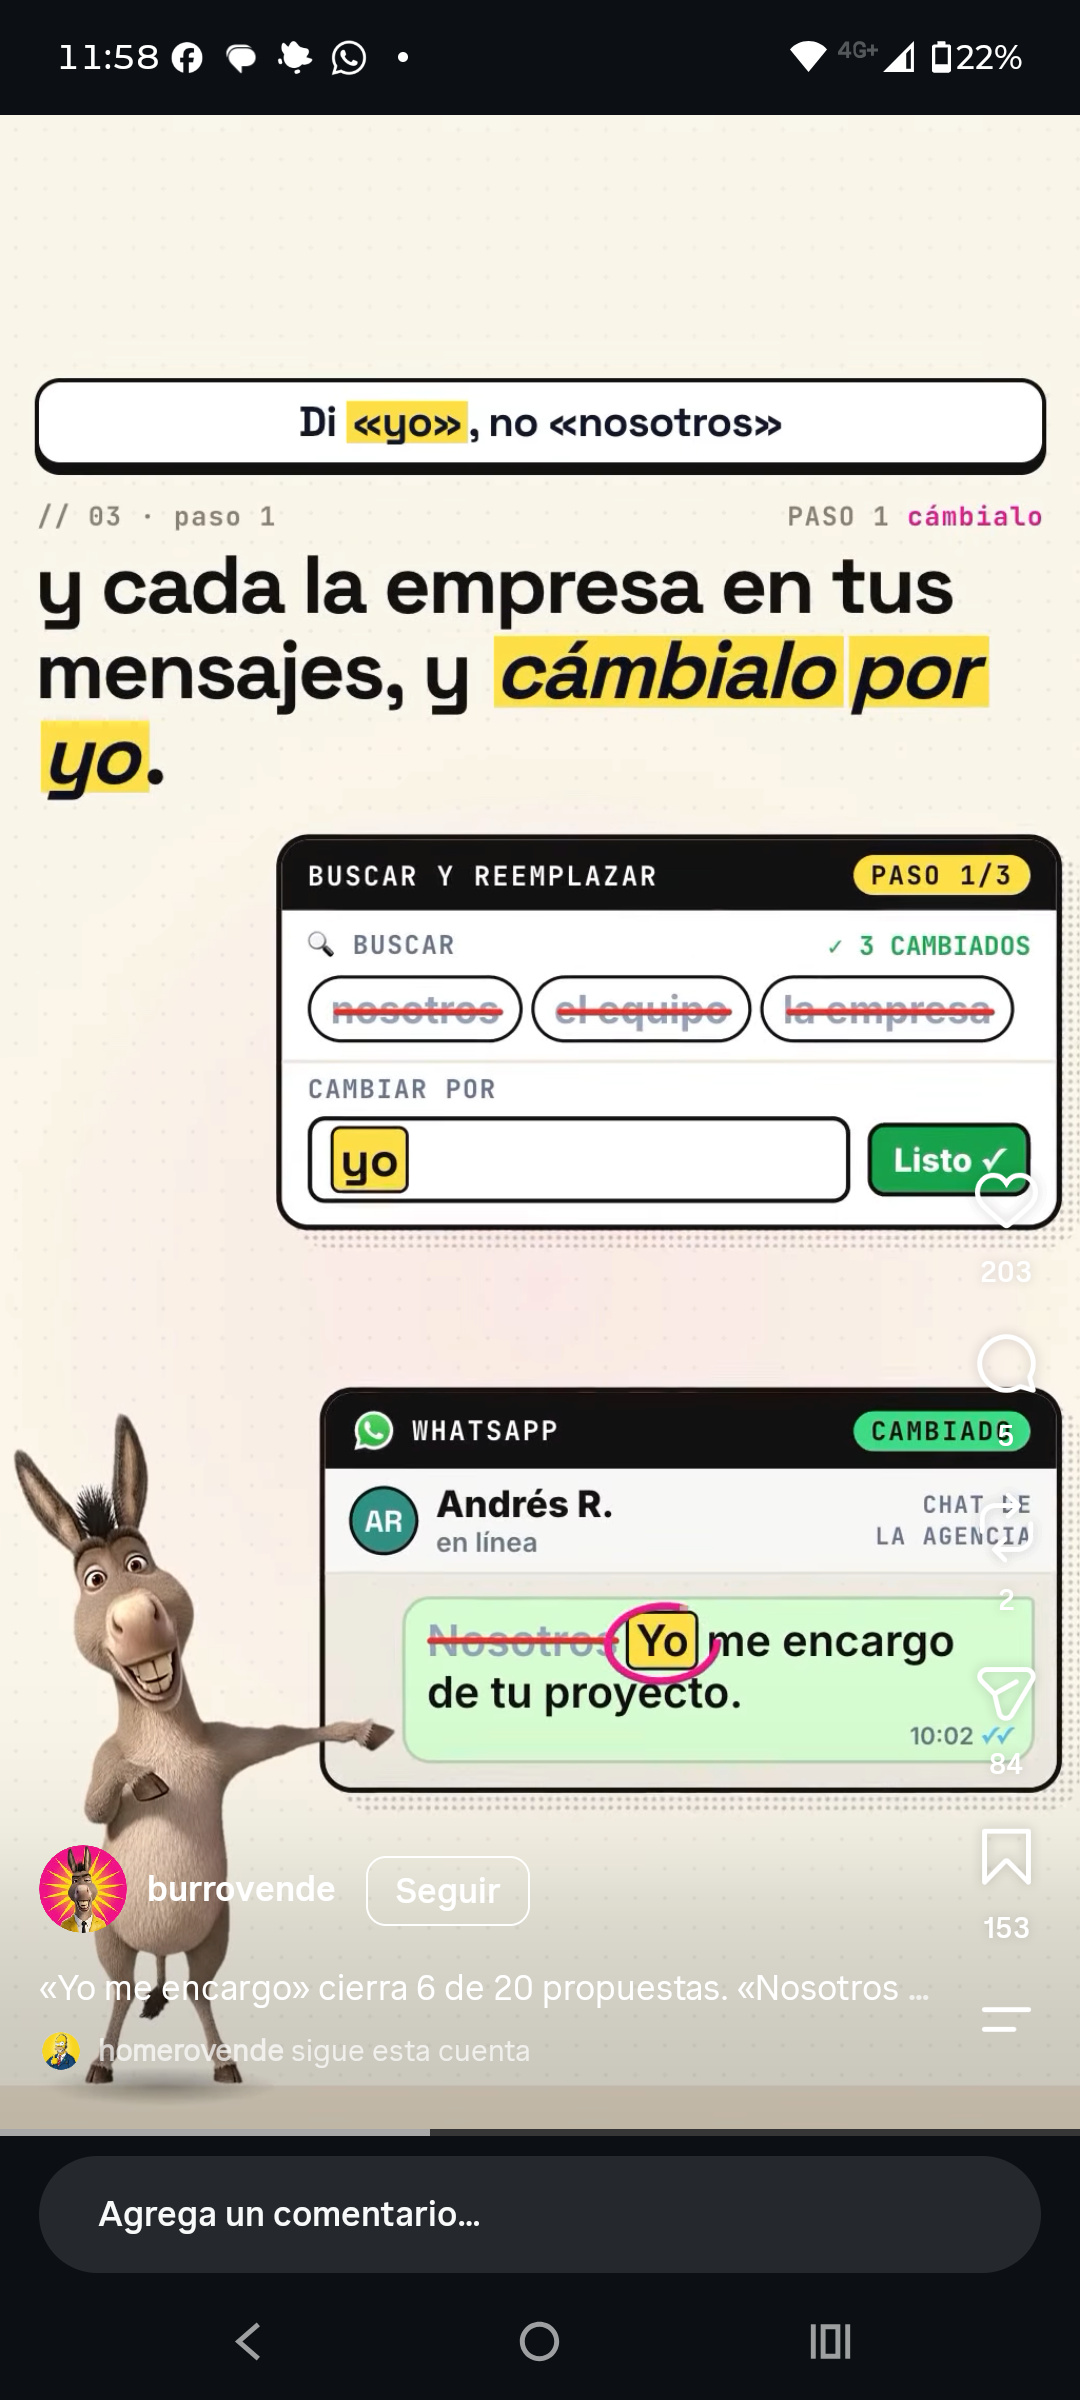 11:58
4G+
22%
Di «yo», no «nosotros»
// 03 · paso 1
PASO 1 cámbialo
y cada la empresa en tus
mensajes, y cámbialo por
yo.
BUSCAR Y REEMPLAZAR
PASO 1/3
BUSCAR
✓ 3 CAMBIADOS
nosotros
el equipo
la empresa
CAMBIAR POR
yo
Listo ✓
203
WHATSAPP
CAMBIADO
5
AR
Andrés R.
en línea
CHAT DE
LA AGENCIA
2
Nosotros Yo me encargo
de tu proyecto.
10:02
84
burrovende
Seguir
153
«Yo me encargo» cierra 6 de 20 propuestas. «Nosotros ...
homerovende sigue esta cuenta
Agrega un comentario...